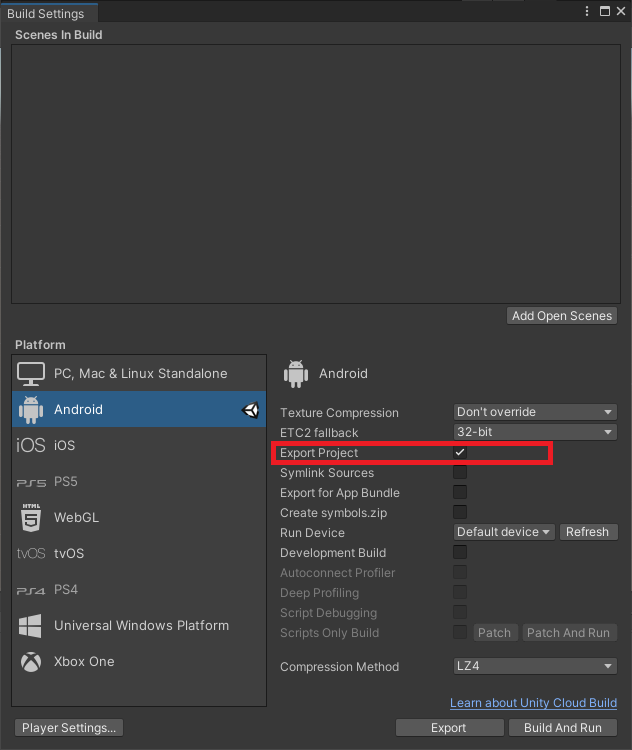 Build Settings
Scenes In Build
Add Open Scenes
Platform
PC, Mac & Linux Standalone
Android
iOS iOS
PS5 PS5
HTML WebGL
tvOS tvOS
PS4 PS4
Universal Windows Platform
Xbox One
Android
Texture Compression Don't override
ETC2 fallback 32-bit
Export Project
Symlink Sources
Export for App Bundle
Create symbols.zip
Run Device Default device Refresh
Development Build
Autoconnect Profiler
Deep Profiling
Script Debugging
Scripts Only Build Patch Patch And Run
Compression Method LZ4
Learn about Unity Cloud Build
Player Settings... Export Build And Run